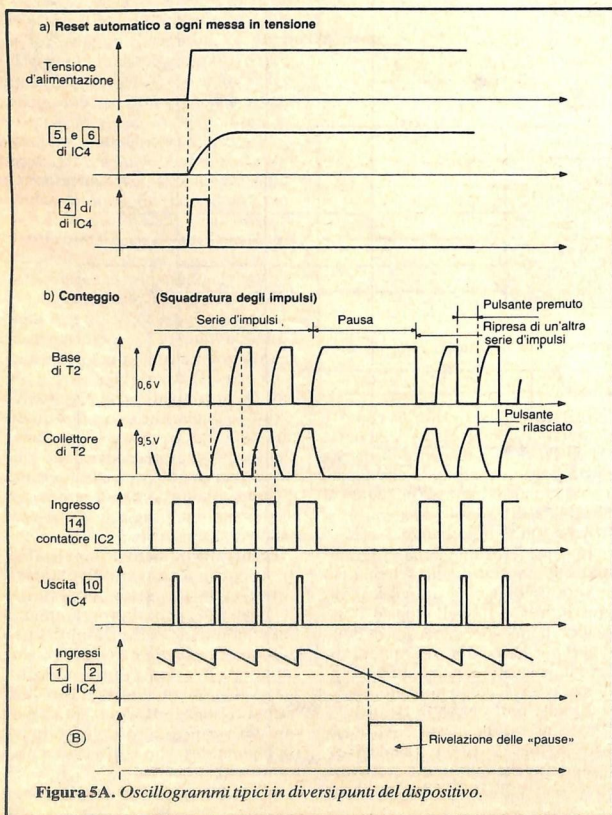 a) Reset automatico a ogni messa in tensione
Tensione
d'alimentazione
5 e 6
di IC4
4 di
di IC4
b) Conteggio (Squadratura degli impulsi)
Pulsante premuto
Serie d'impulsi
Pausa
Ripresa di un'altra
serie d'impulsi
Base
di T2
0,6 V
Pulsante
rilasciato
Collettore
di T2
9,5 V
Ingresso
14
contatore IC2
Uscita 10
IC4
Ingressi
1 2
di IC4
B
Rivelazione delle «pause»
Figura 5A. Oscillogrammi tipici in diversi punti del dispositivo.